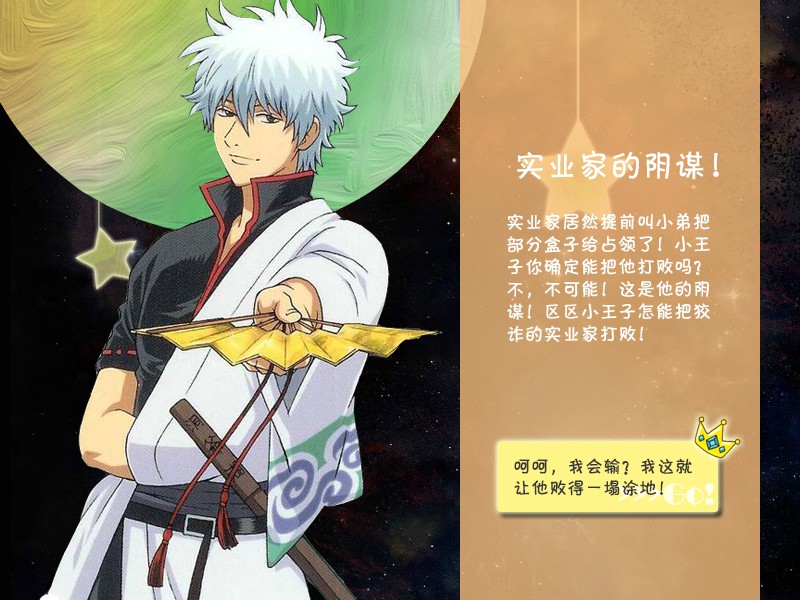 实业家的阴谋！
实业家居然提前叫小弟把
部分盒子给占领了！小王
子你确定能把他打败吗？
不，不可能！这是他的阴
谋！区区小王子怎能把狡
诈的实业家打败！
呵呵，我会输？我这就
让他败得一塌涂地！
>>>Go!